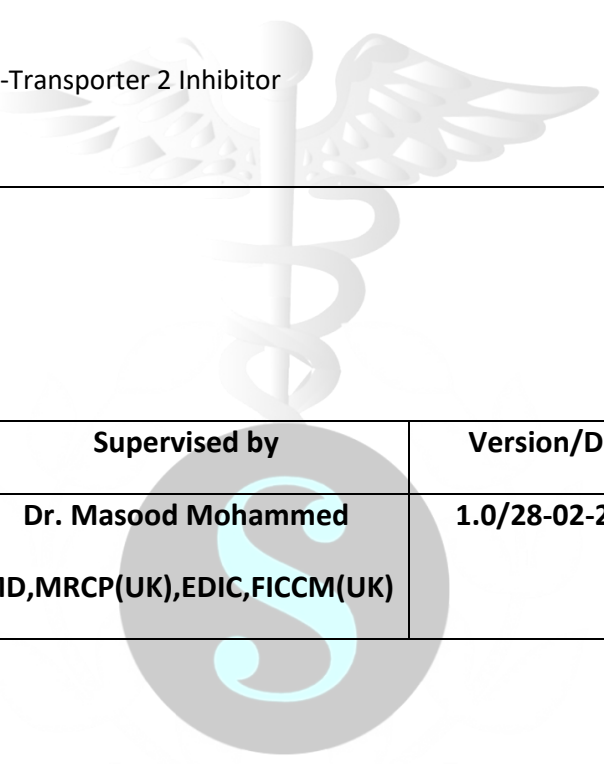 -Transporter 2 Inhibitor
Supervised by Version/D
Dr. Masood Mohammed 1.0/28-02-2
ID,MRCP(UK),EDIC,FICCM(UK)
S